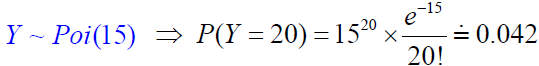 Y ~ Poi(15) ⇒ P(Y = 20) = 15^20 × e^−15 / 20! ≐ 0.042